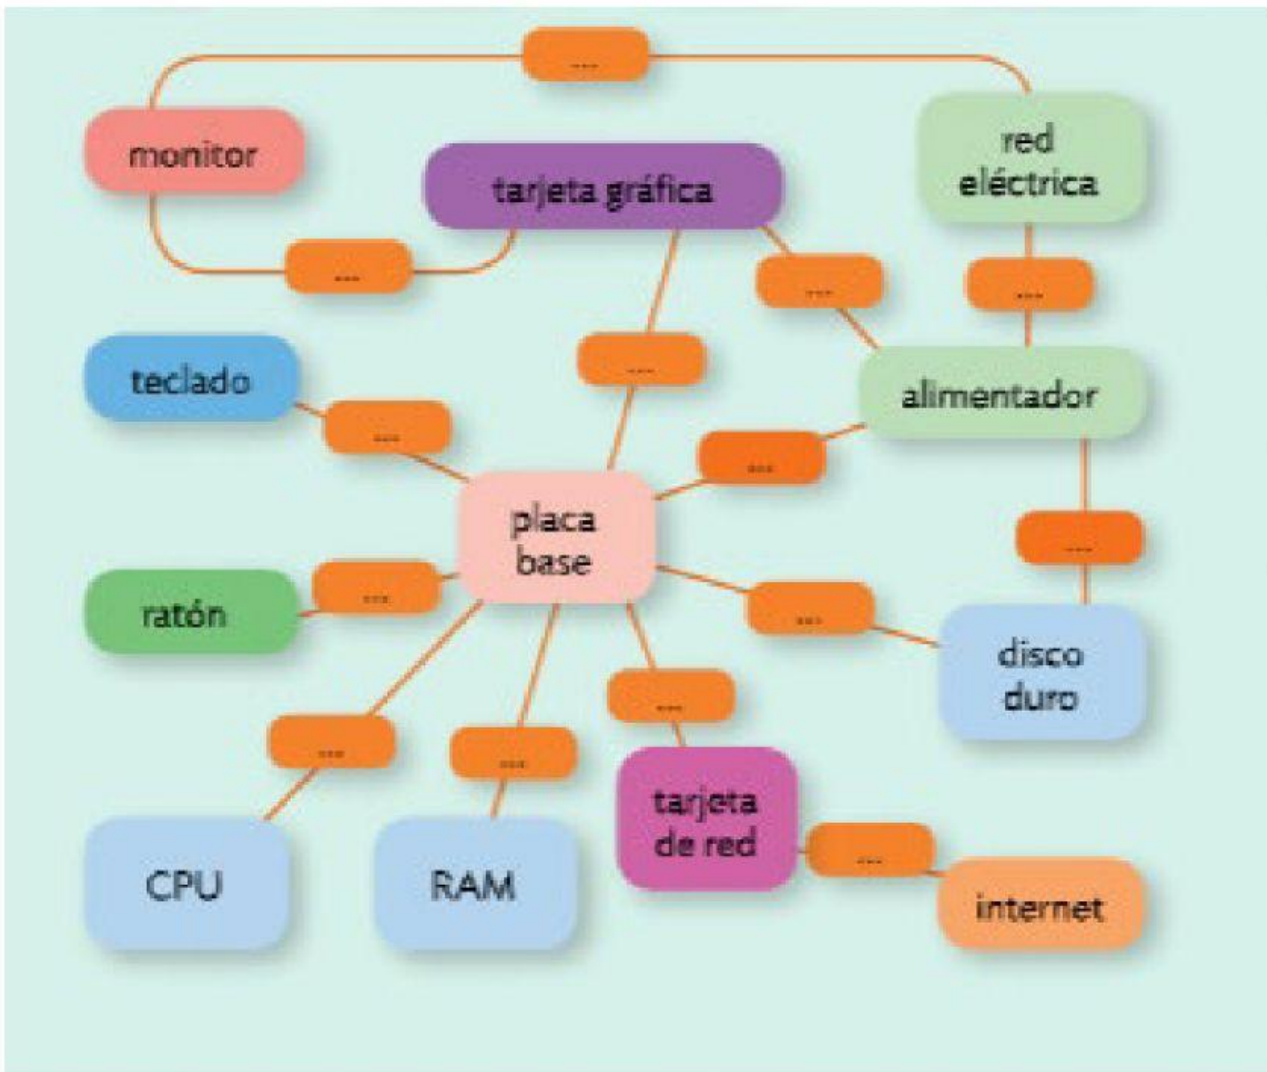 ...
monitor
tarjeta gráfica
red
eléctrica
...
...
...
...
teclado
...
alimentador
...
placa
base
...
ratón
...
...
disco
duro
...
...
...
tarjeta
de red
CPU
RAM
...
internet